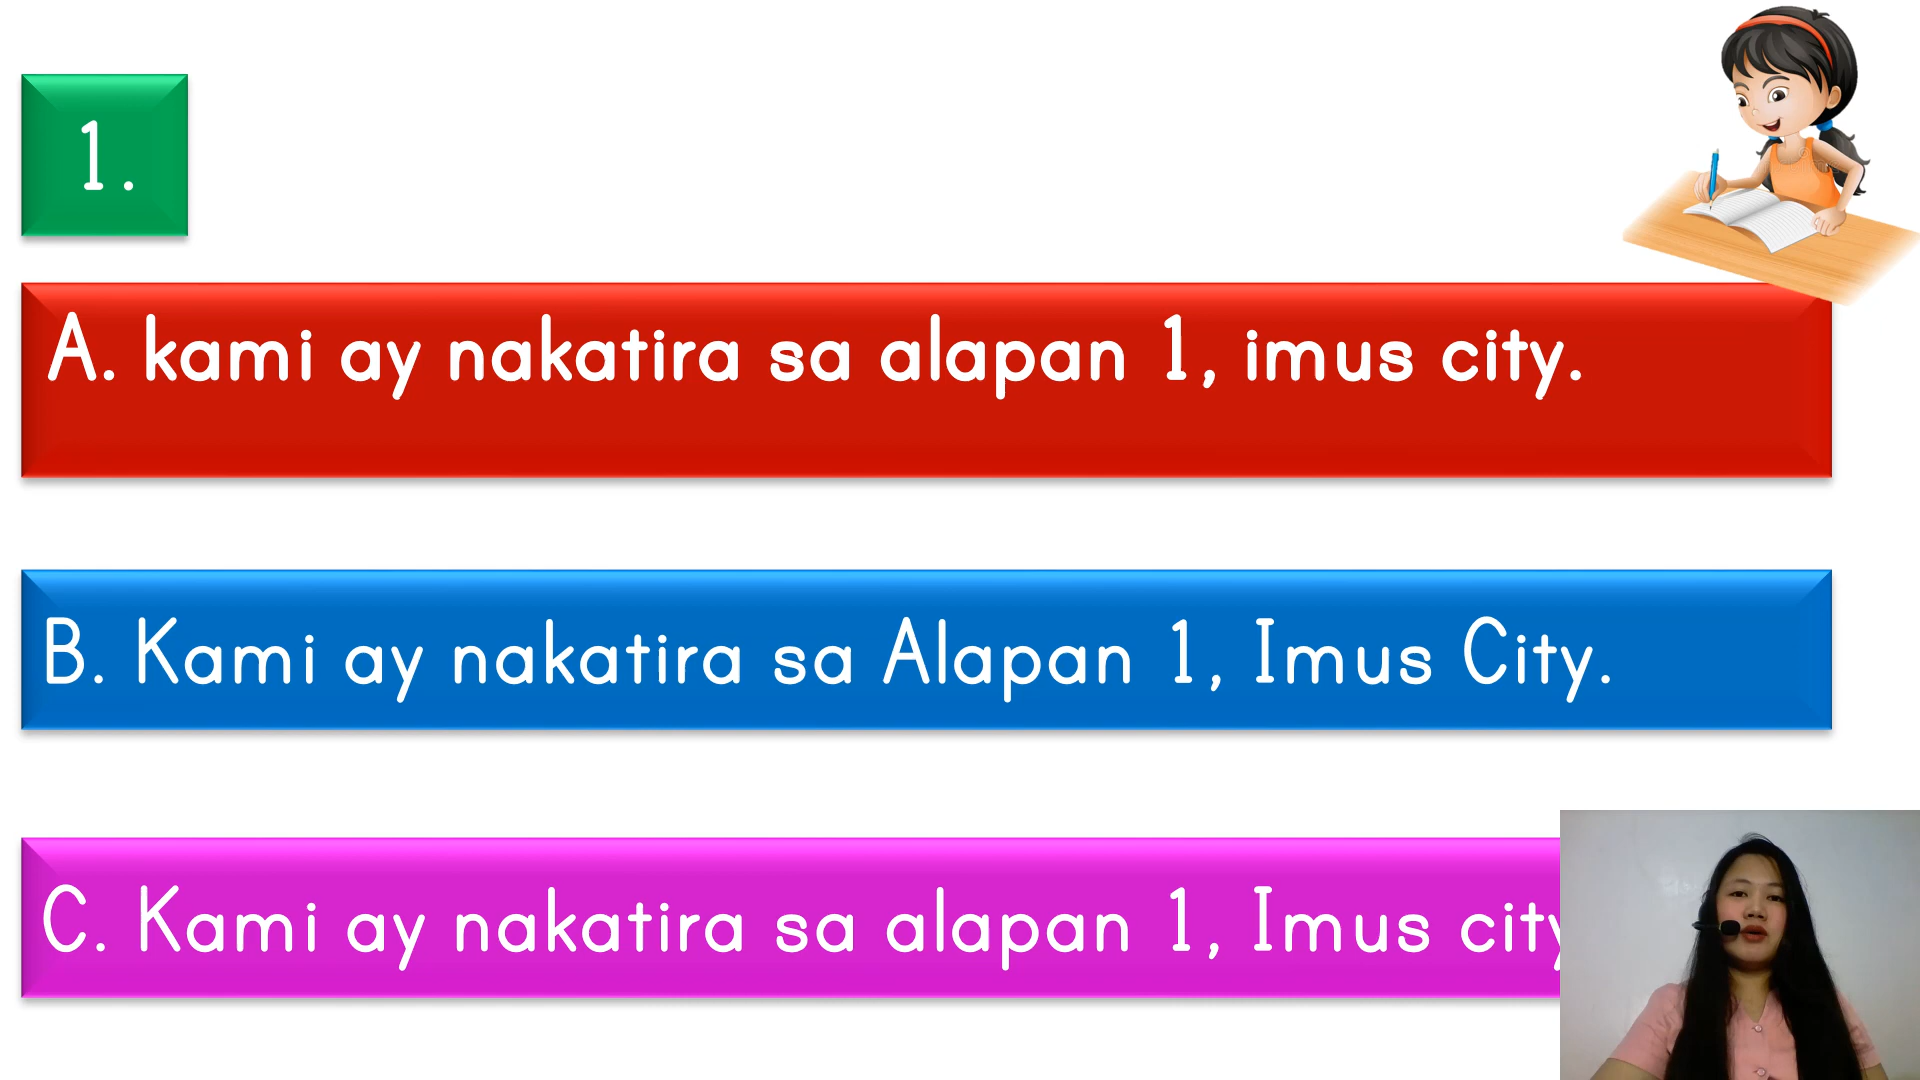 1.
A. kami ay nakatira sa alapan 1, imus city.
B. Kami ay nakatira sa Alapan 1, Imus City.
C. Kami ay nakatira sa alapan 1, Imus city